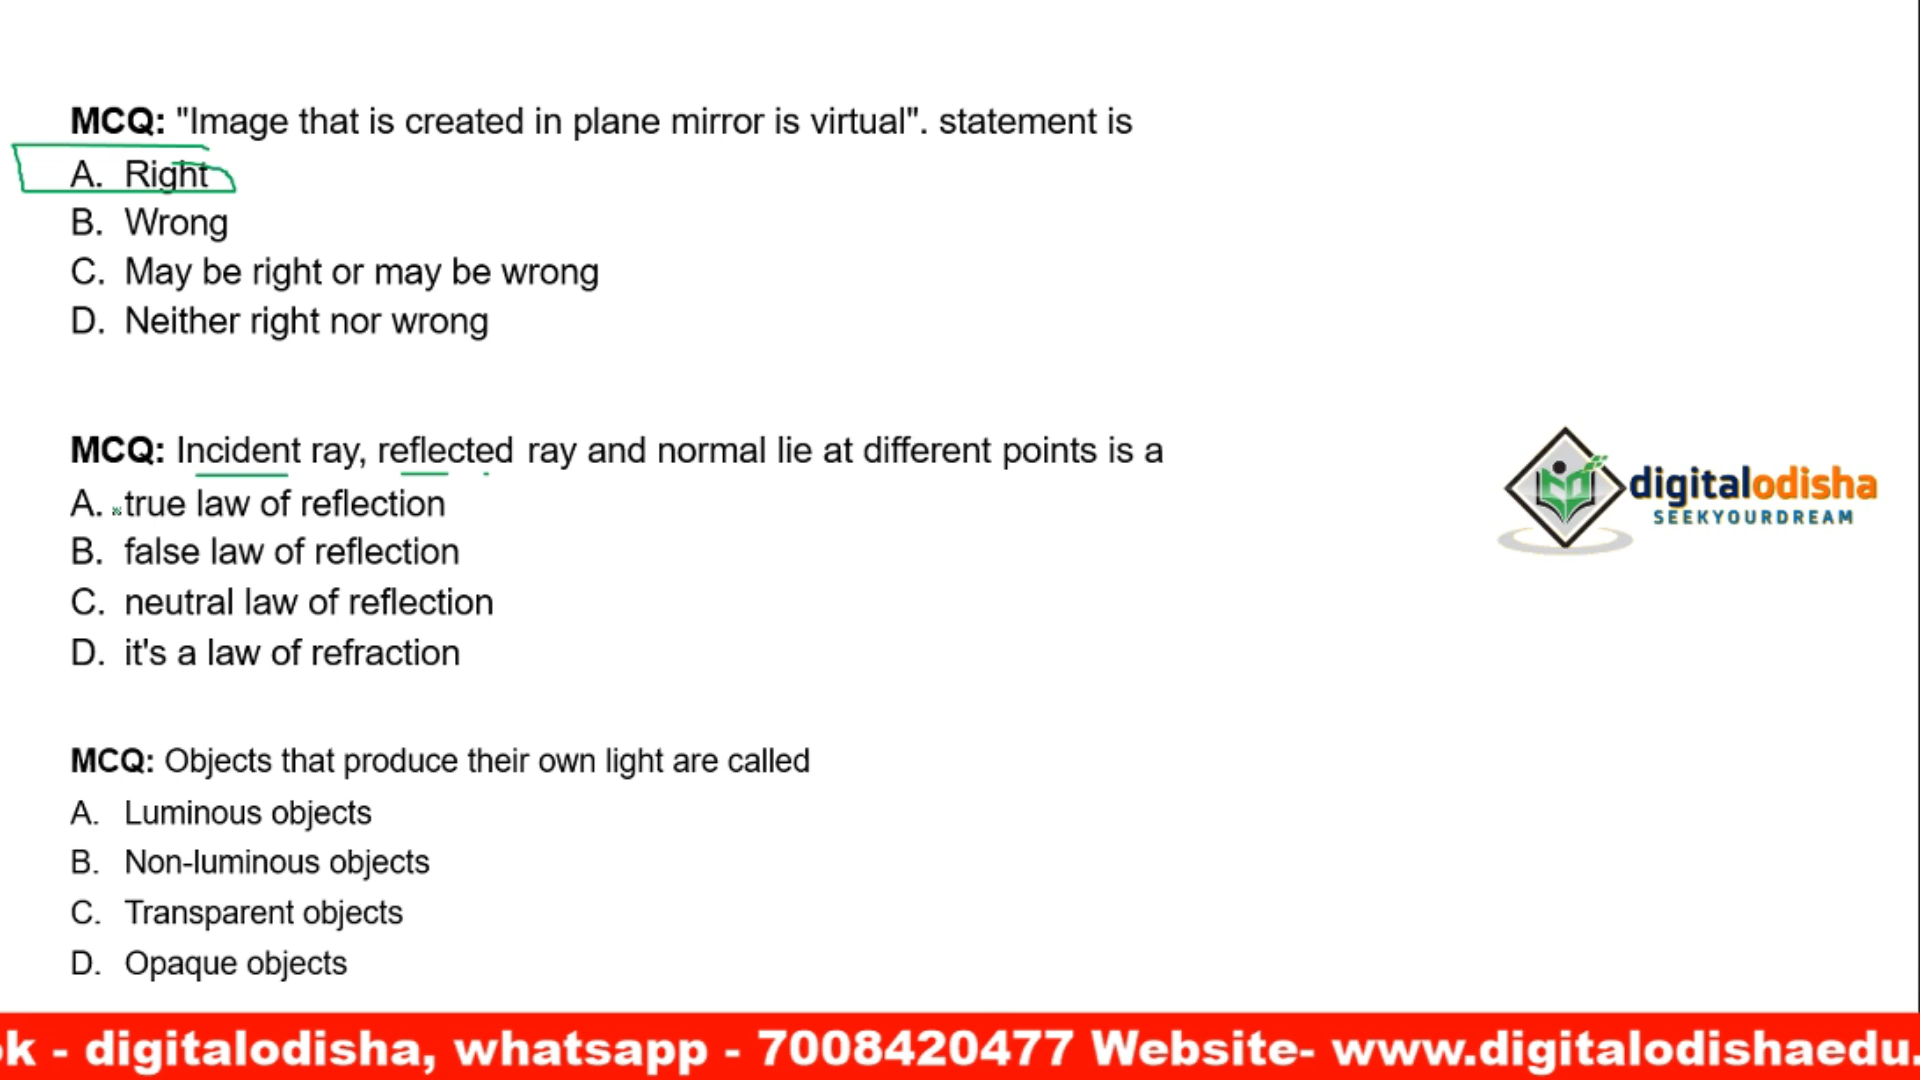 MCQ: "Image that is created in plane mirror is virtual". statement is
A. Right
B. Wrong
C. May be right or may be wrong
D. Neither right nor wrong
MCQ: Incident ray, reflected ray and normal lie at different points is a
A. true law of reflection
B. false law of reflection
C. neutral law of reflection
D. it's a law of refraction
digitalodisha
SEEKYOURDREAM
MCQ: Objects that produce their own light are called
A. Luminous objects
B. Non-luminous objects
C. Transparent objects
D. Opaque objects
ok - digitalodisha, whatsapp - 7008420477 Website- www.digitalodishaedu.